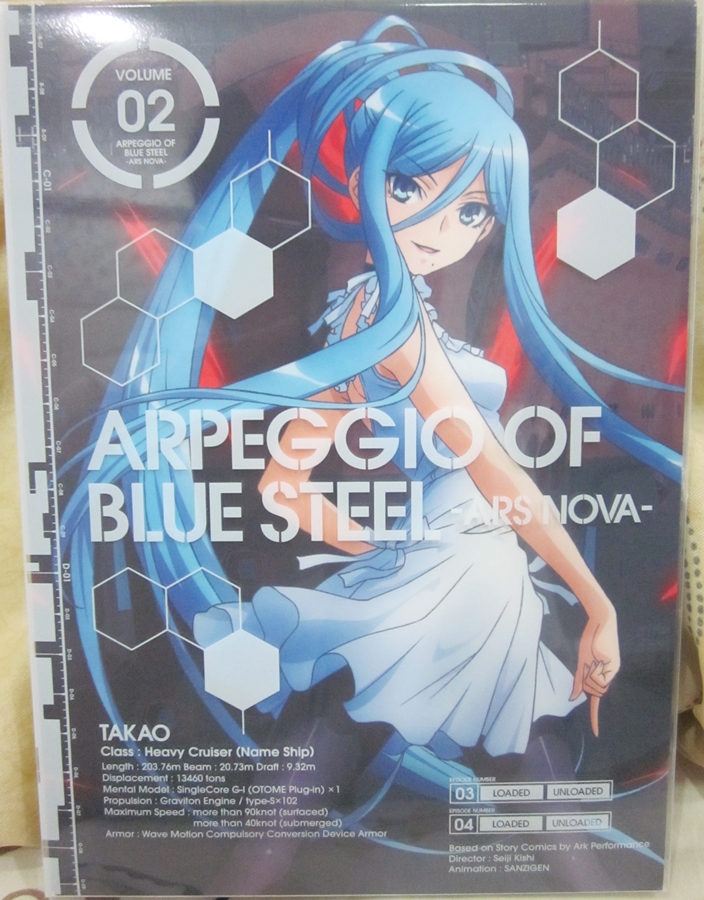 VOLUME
02
ARPEGGIO OF
BLUE STEEL
-ARS NOVA-
C-01
D-01
ARPEGGIO OF
BLUE STEEL -ARS NOVA-
TAKAO
Class : Heavy Cruiser (Name Ship)
Length : 203.76m Beam : 20.73m Draft : 9.32m
Displacement : 13460 tons
Mental Model : SingleCore G-I (OTOME Plug-in) ×1
Propulsion : Graviton Engine / type-S×102
Maximum Speed : more than 90knot (surfaced)
more than 40knot (submerged)
Armor : Wave Motion Compulsory Conversion Device Armor
EPISODE NUMBER
03 LOADED UNLOADED
EPISODE NUMBER
04 LOADED UNLOADED
Based on Story Comics by Ark Performance
Director : Seiji Kishi
Animation : SANZIGEN